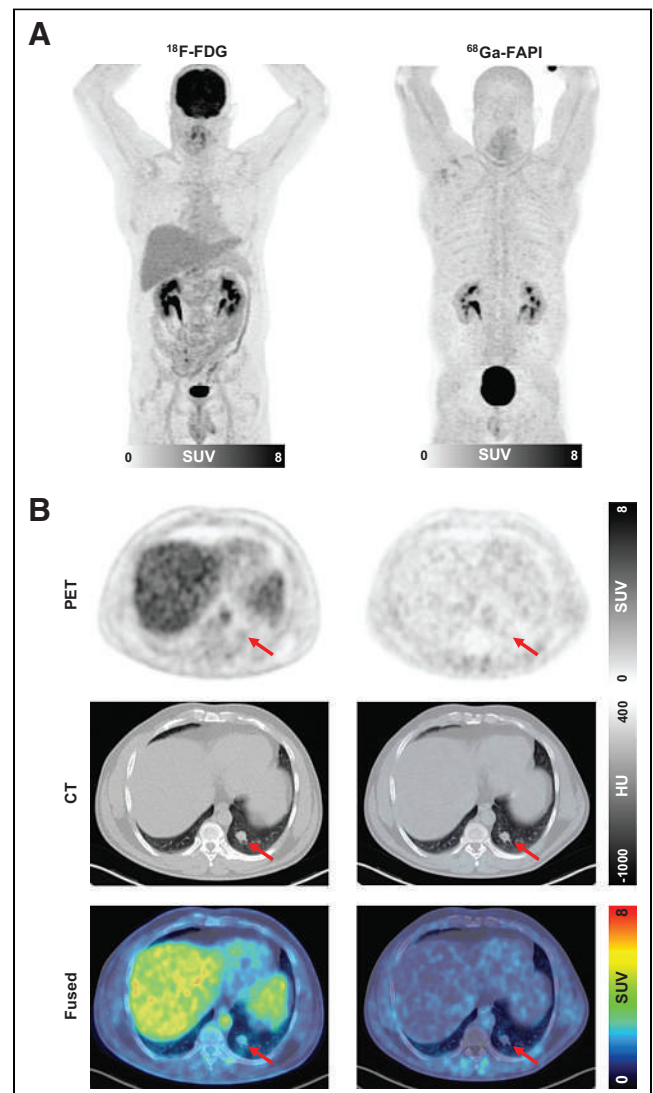 A
18F-FDG
68Ga-FAPI
0 SUV 8
0 SUV 8
B
PET
8 SUV 0
CT
400 HU -1000
Fused
8 SUV 0